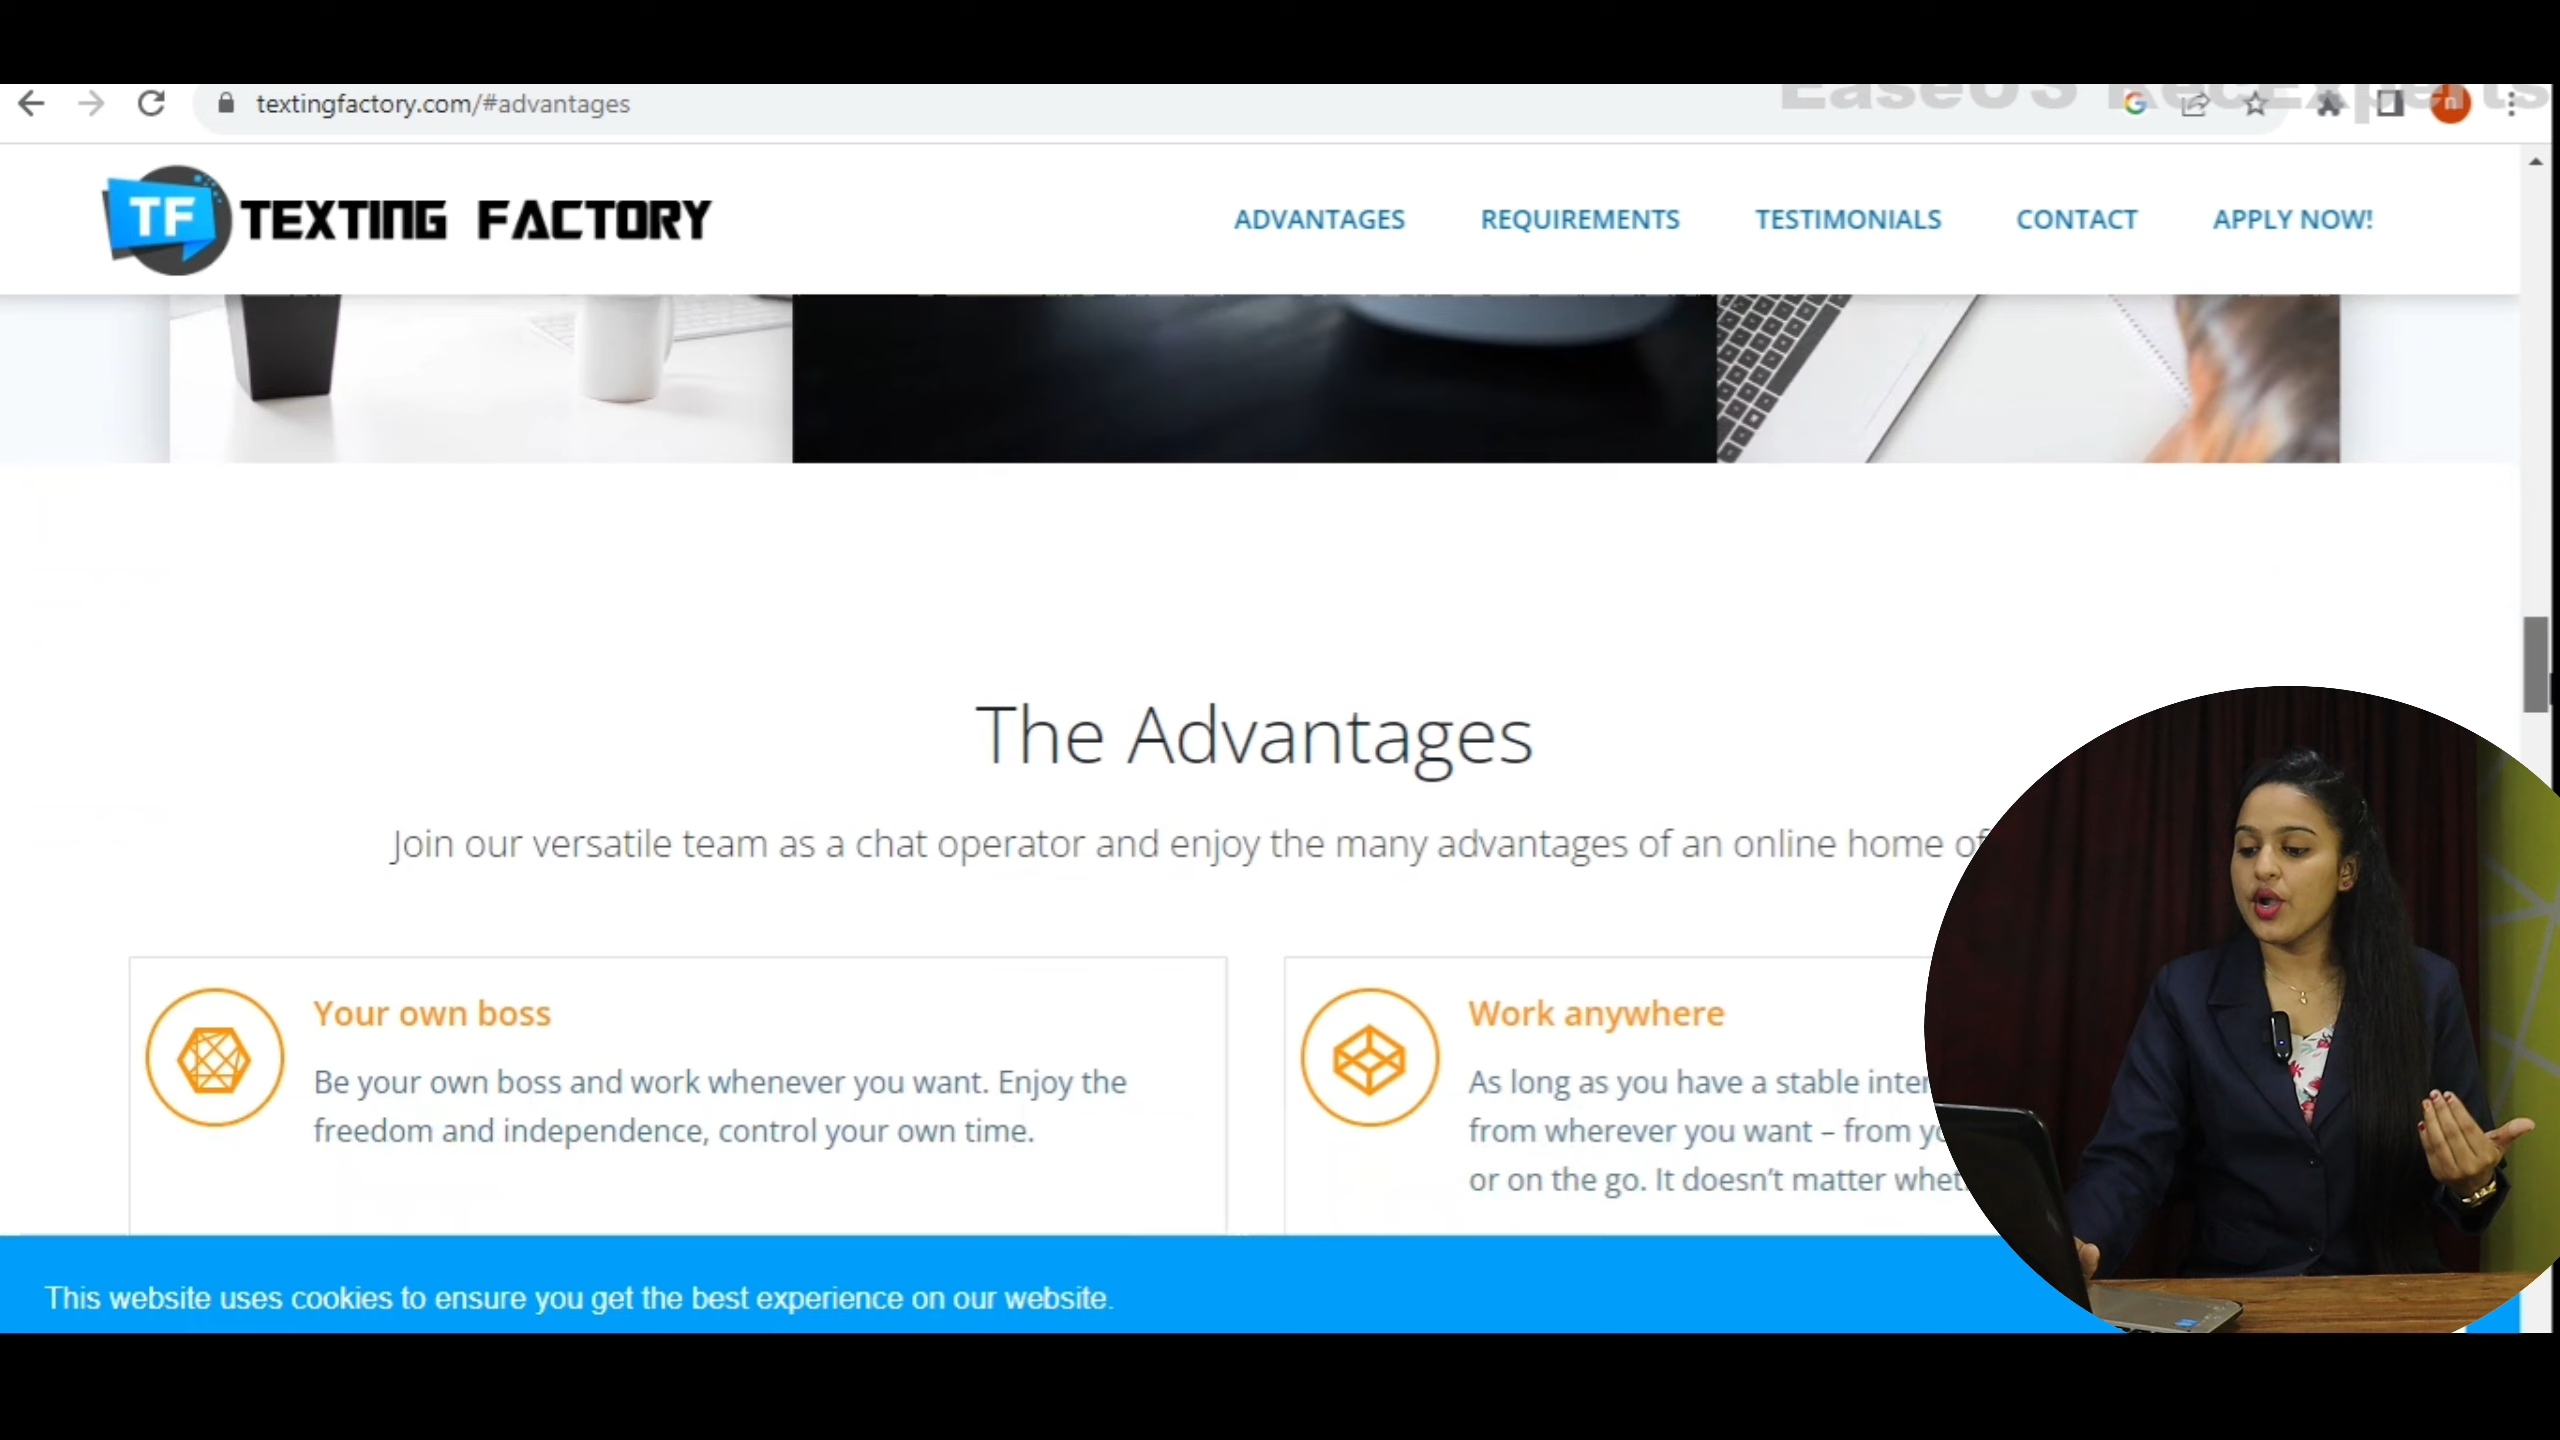 EaseUS RecExperts
textingfactory.com/#advantages
TF TEXTING FACTORY
ADVANTAGES REQUIREMENTS TESTIMONIALS CONTACT APPLY NOW!
The Advantages
Join our versatile team as a chat operator and enjoy the many advantages of an online home
Your own boss
Be your own boss and work whenever you want. Enjoy the
freedom and independence, control your own time.
Work anywhere
As long as you have a stable
from wherever you want – from
or on the go. It doesn't matter
This website uses cookies to ensure you get the best experience on our website.